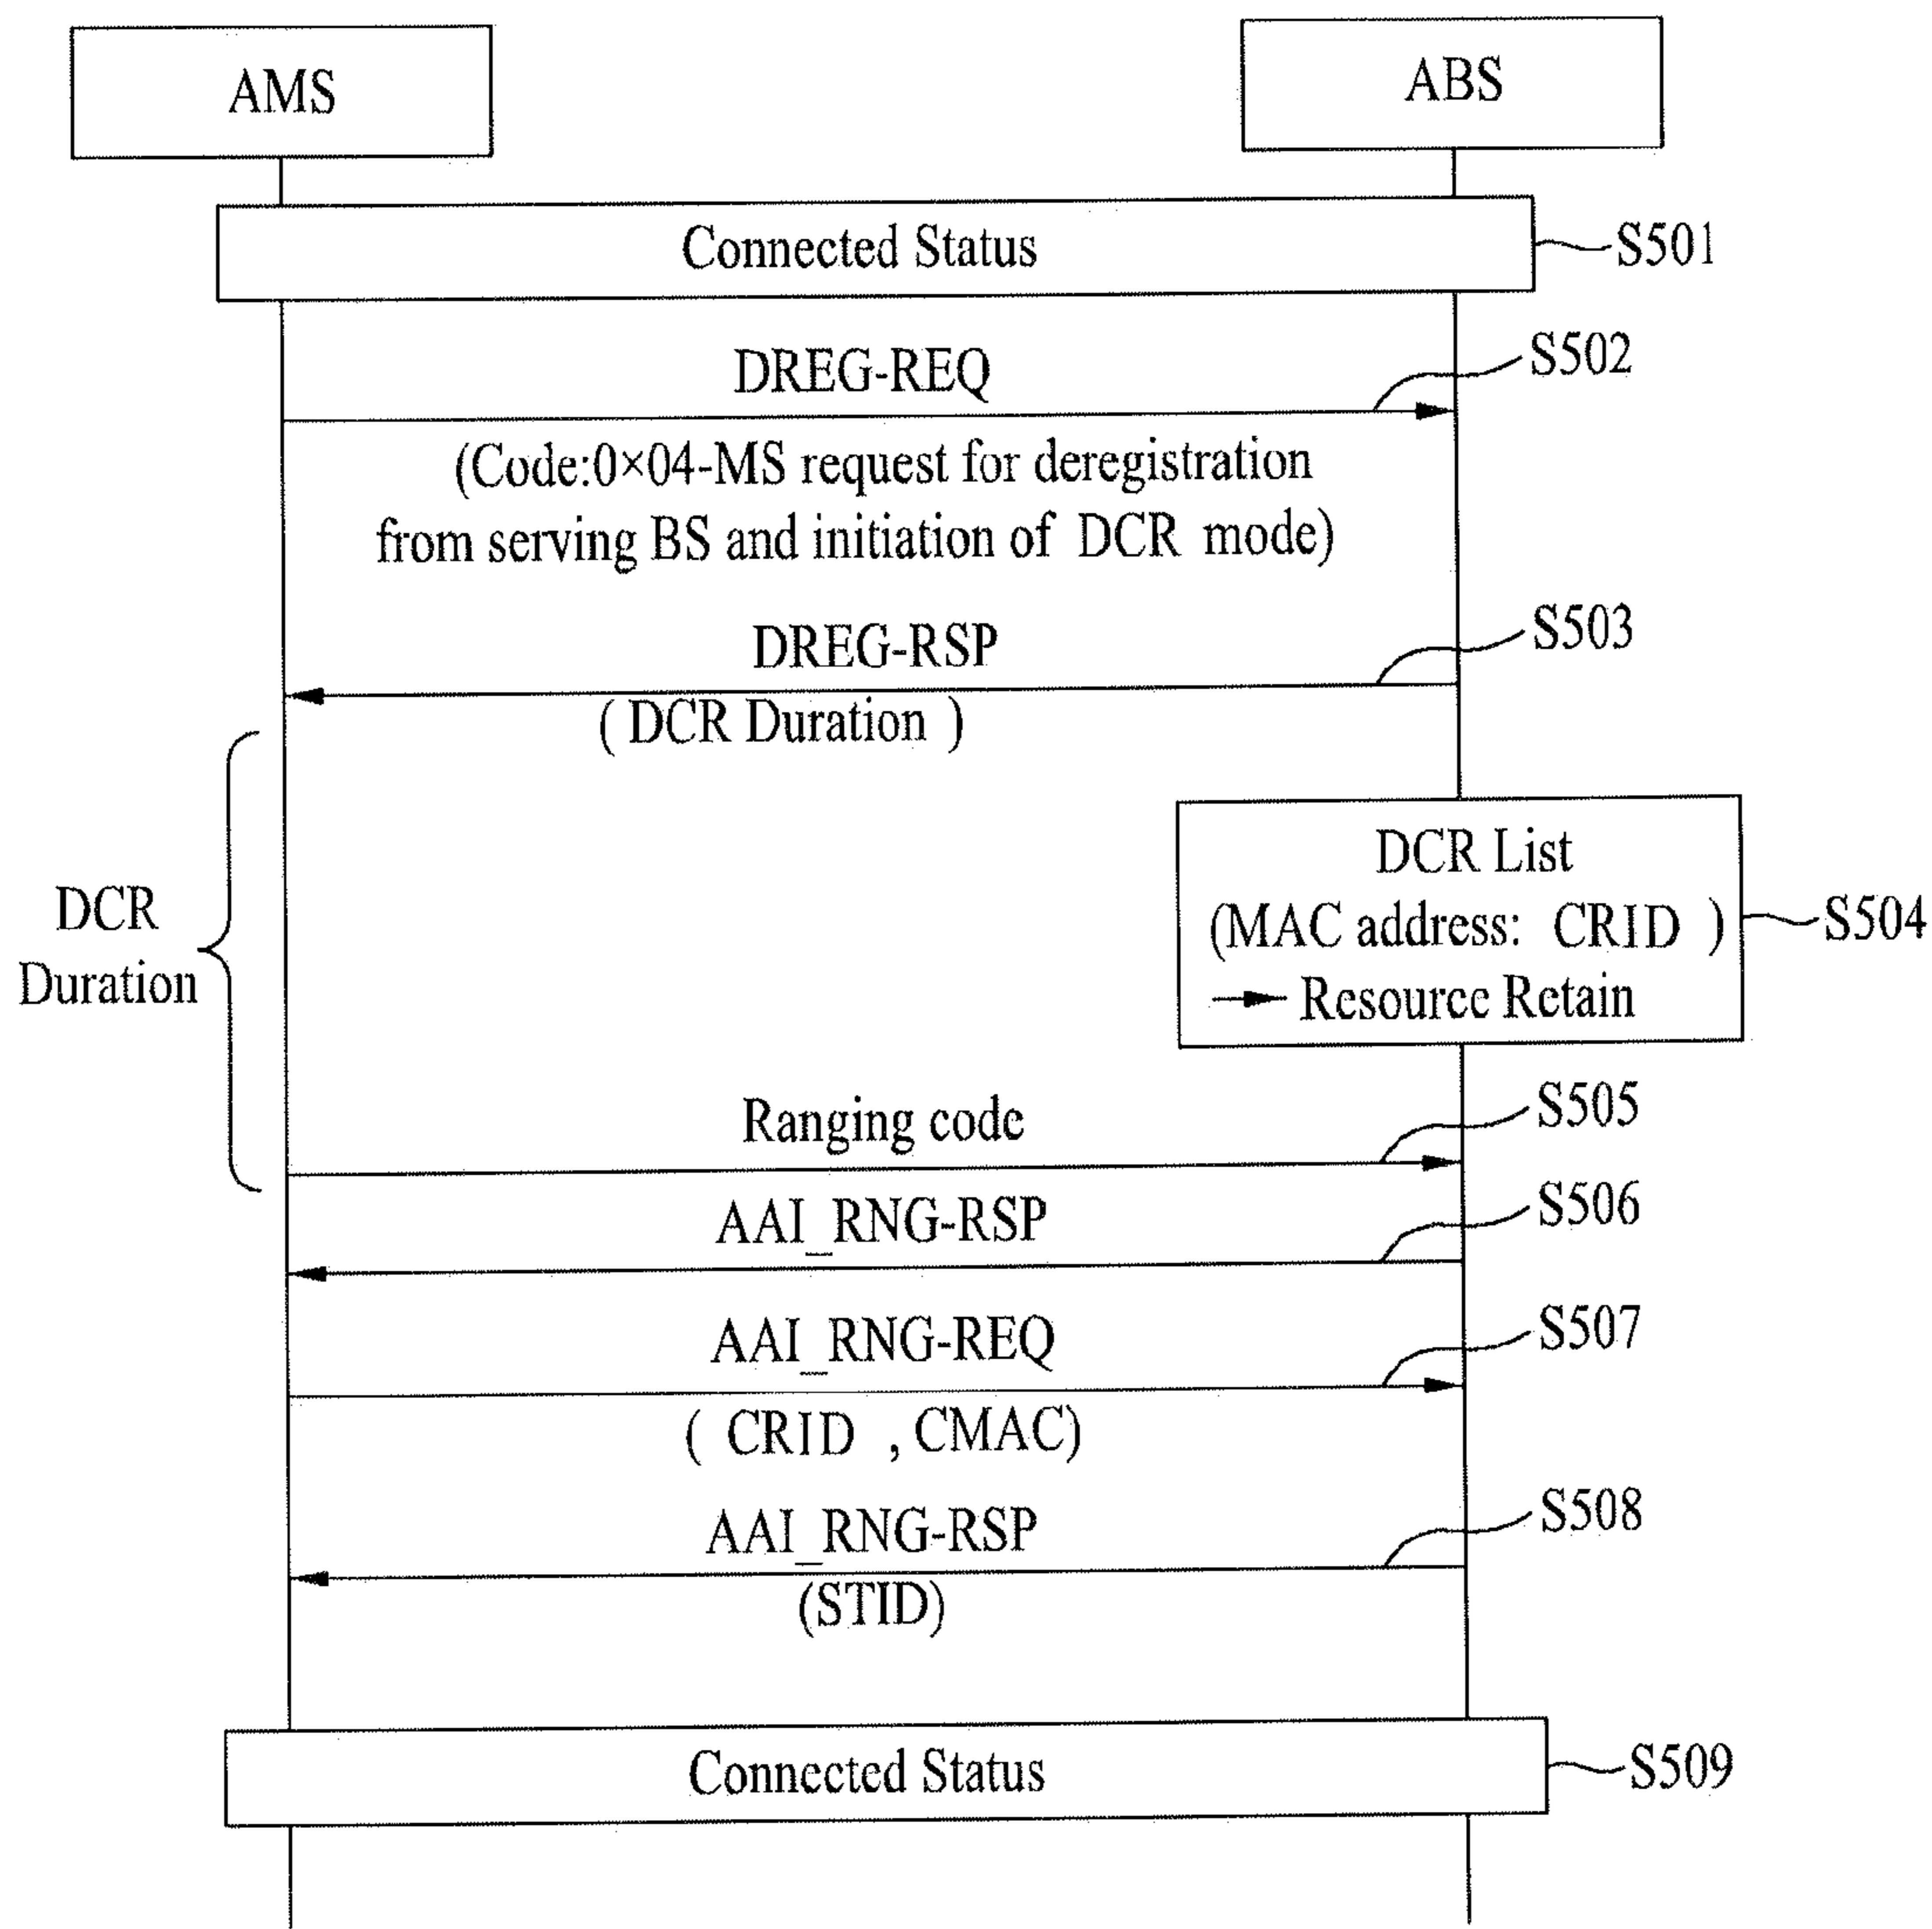 AMS
ABS
Connected Status
S501
DREG-REQ
S502
(Code:0×04-MS request for deregistration
from serving BS and initiation of DCR mode)
DREG-RSP
S503
( DCR Duration )
DCR List
(MAC address: CRID )
Resource Retain
S504
DCR
Duration
Ranging code
S505
AAI_RNG-RSP
S506
AAI_RNG-REQ
S507
( CRID , CMAC)
AAI_RNG-RSP
S508
(STID)
Connected Status
S509